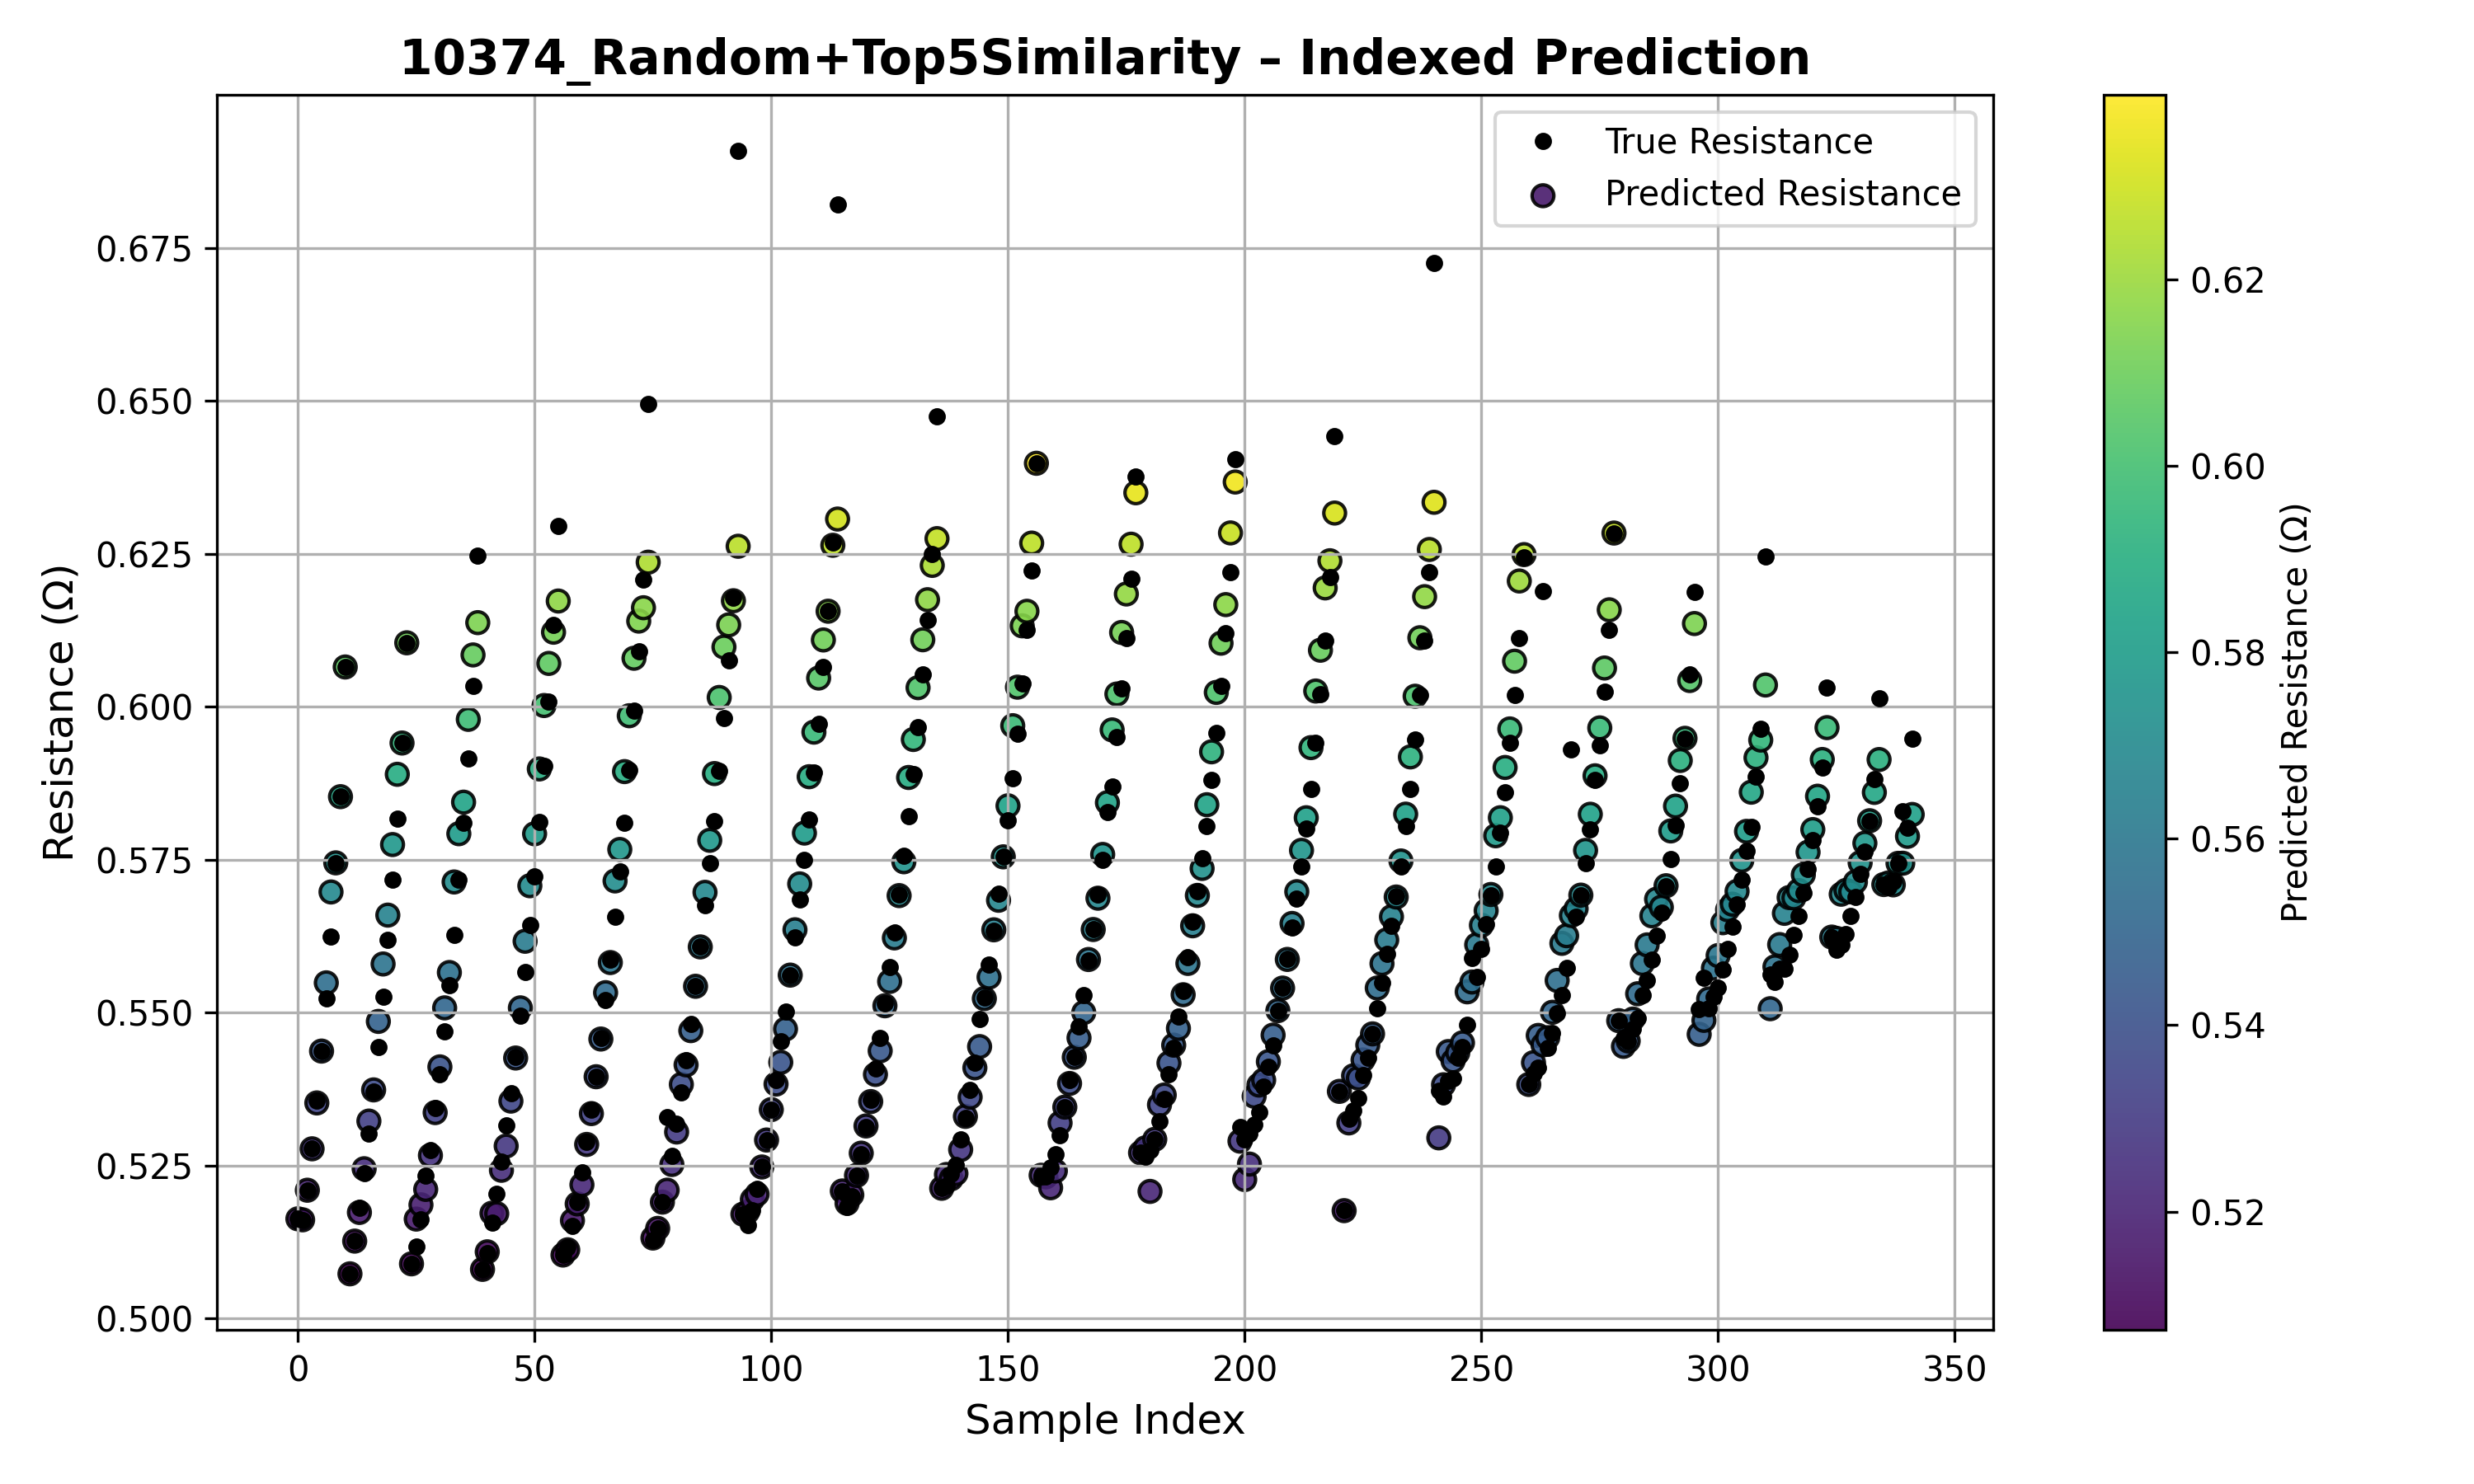 10374_Random+Top5Similarity – Indexed Prediction
True Resistance
Predicted Resistance
Resistance (Ω)
0.675
0.650
0.625
0.600
0.575
0.550
0.525
0.500
0 50 100 150 200 250 300 350
Sample Index
0.62
0.60
0.58
0.56
0.54
0.52
Predicted Resistance (Ω)